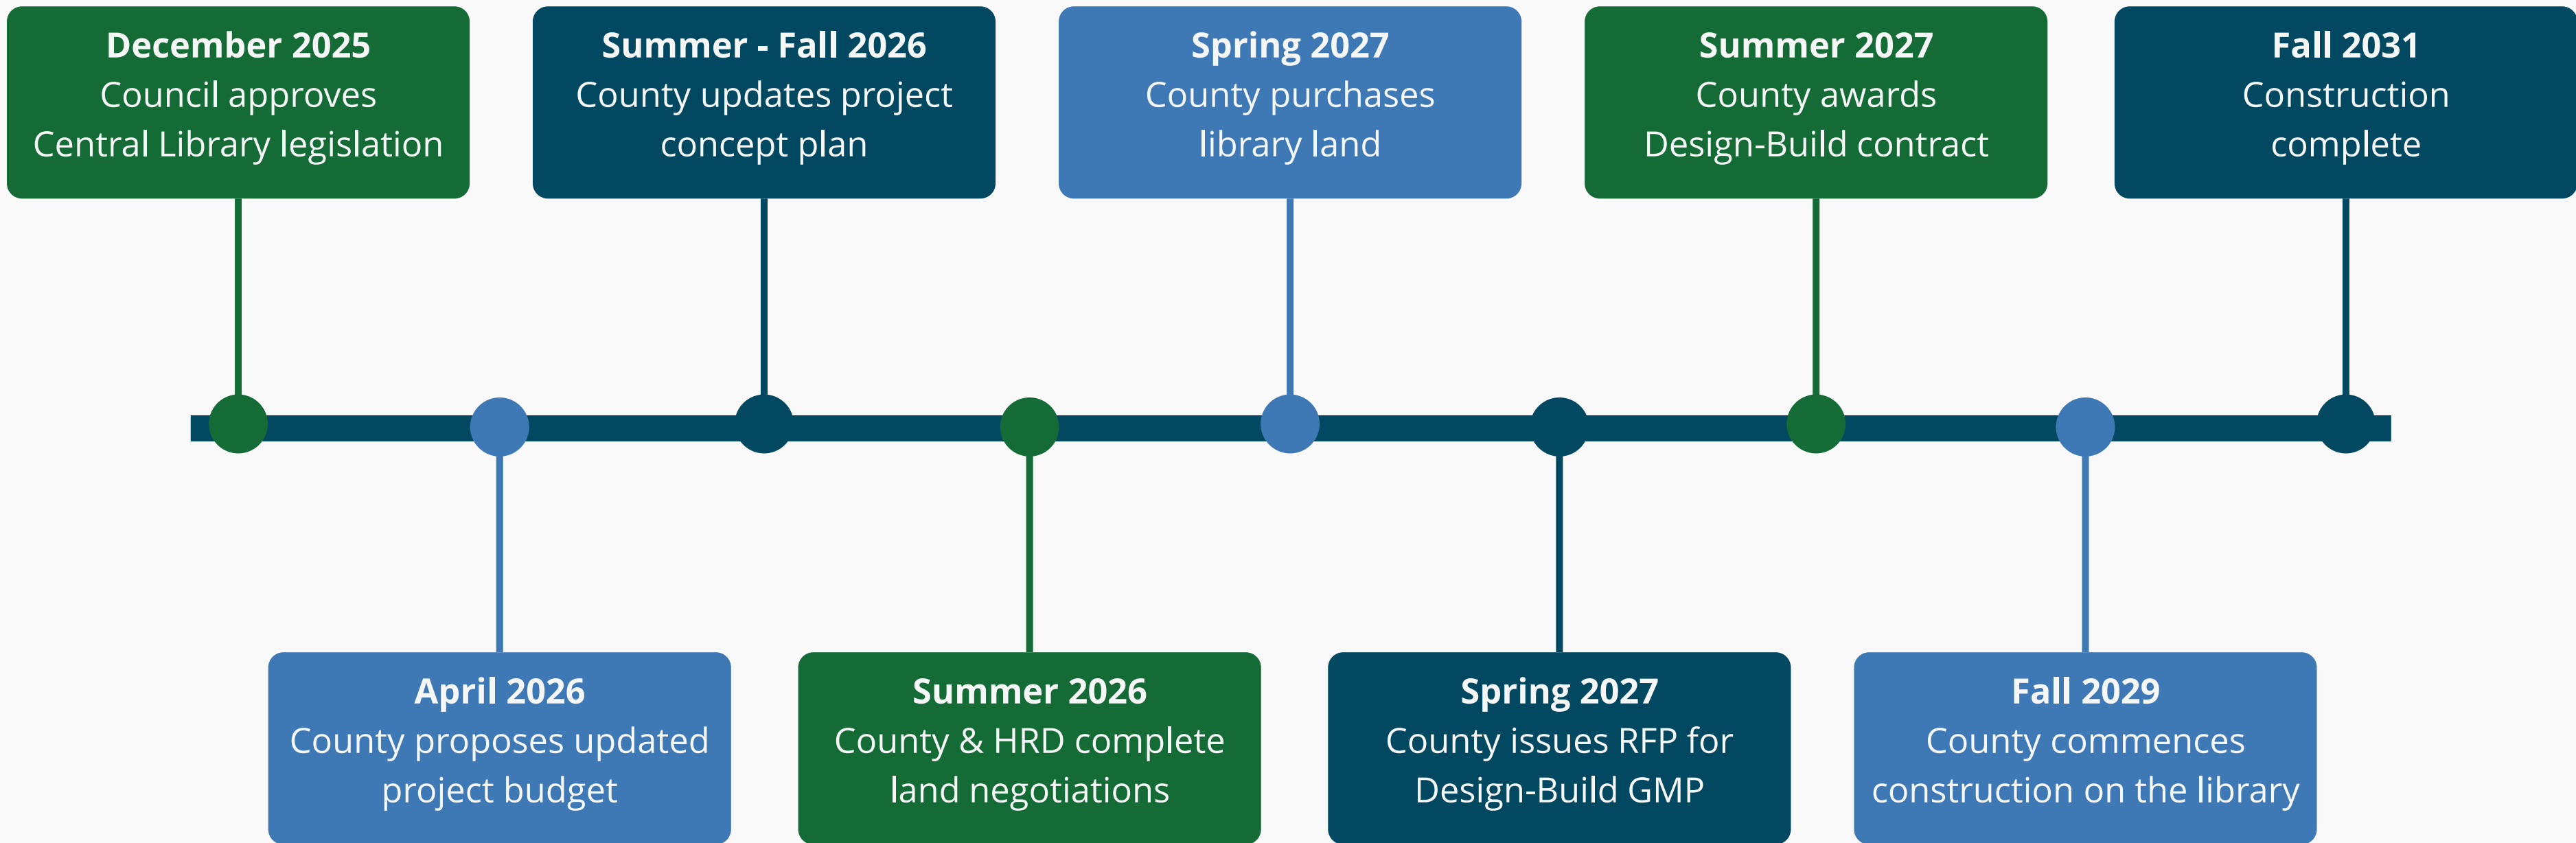 December 2025
Council approves
Central Library legislation
Summer - Fall 2026
County updates project
concept plan
Spring 2027
County purchases
library land
Summer 2027
County awards
Design-Build contract
Fall 2031
Construction
complete
April 2026
County proposes updated
project budget
Summer 2026
County & HRD complete
land negotiations
Spring 2027
County issues RFP for
Design-Build GMP
Fall 2029
County commences
construction on the library